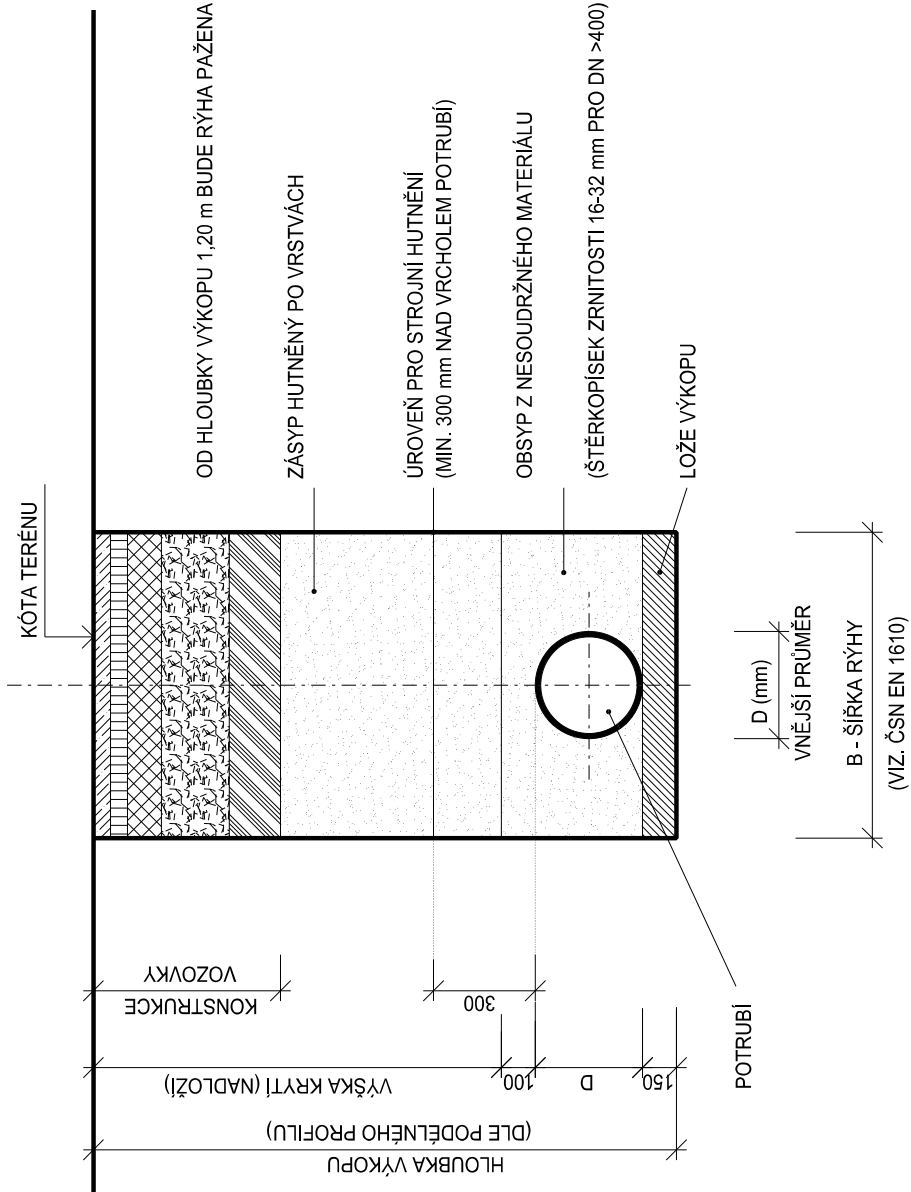 KÓTA TERÉNU
OD HLOUBKY VÝKOPU 1,20 m BUDE RÝHA PAŽENA
ZÁSYP HUTNĚNÝ PO VRSTVÁCH
ÚROVEŇ PRO STROJNÍ HUTNĚNÍ
(MIN. 300 mm NAD VRCHOLEM POTRUBÍ)
OBSYP Z NESOUDRŽNÉHO MATERIÁLU
(ŠTĚRKOPÍSEK ZRNITOSTI 16-32 mm PRO DN >400)
LOŽE VÝKOPU
KONSTRUKCE
VOZOVKY
300
VÝŠKA KRYTÍ (NADLOŽÍ)
100
D
150
HLOUBKA VÝKOPU
(DLE PODÉLNÉHO PROFILU)
POTRUBÍ
D (mm)
VNĚJŠÍ PRŮMĚR
B - ŠÍŘKA RÝHY
(VIZ. ČSN EN 1610)